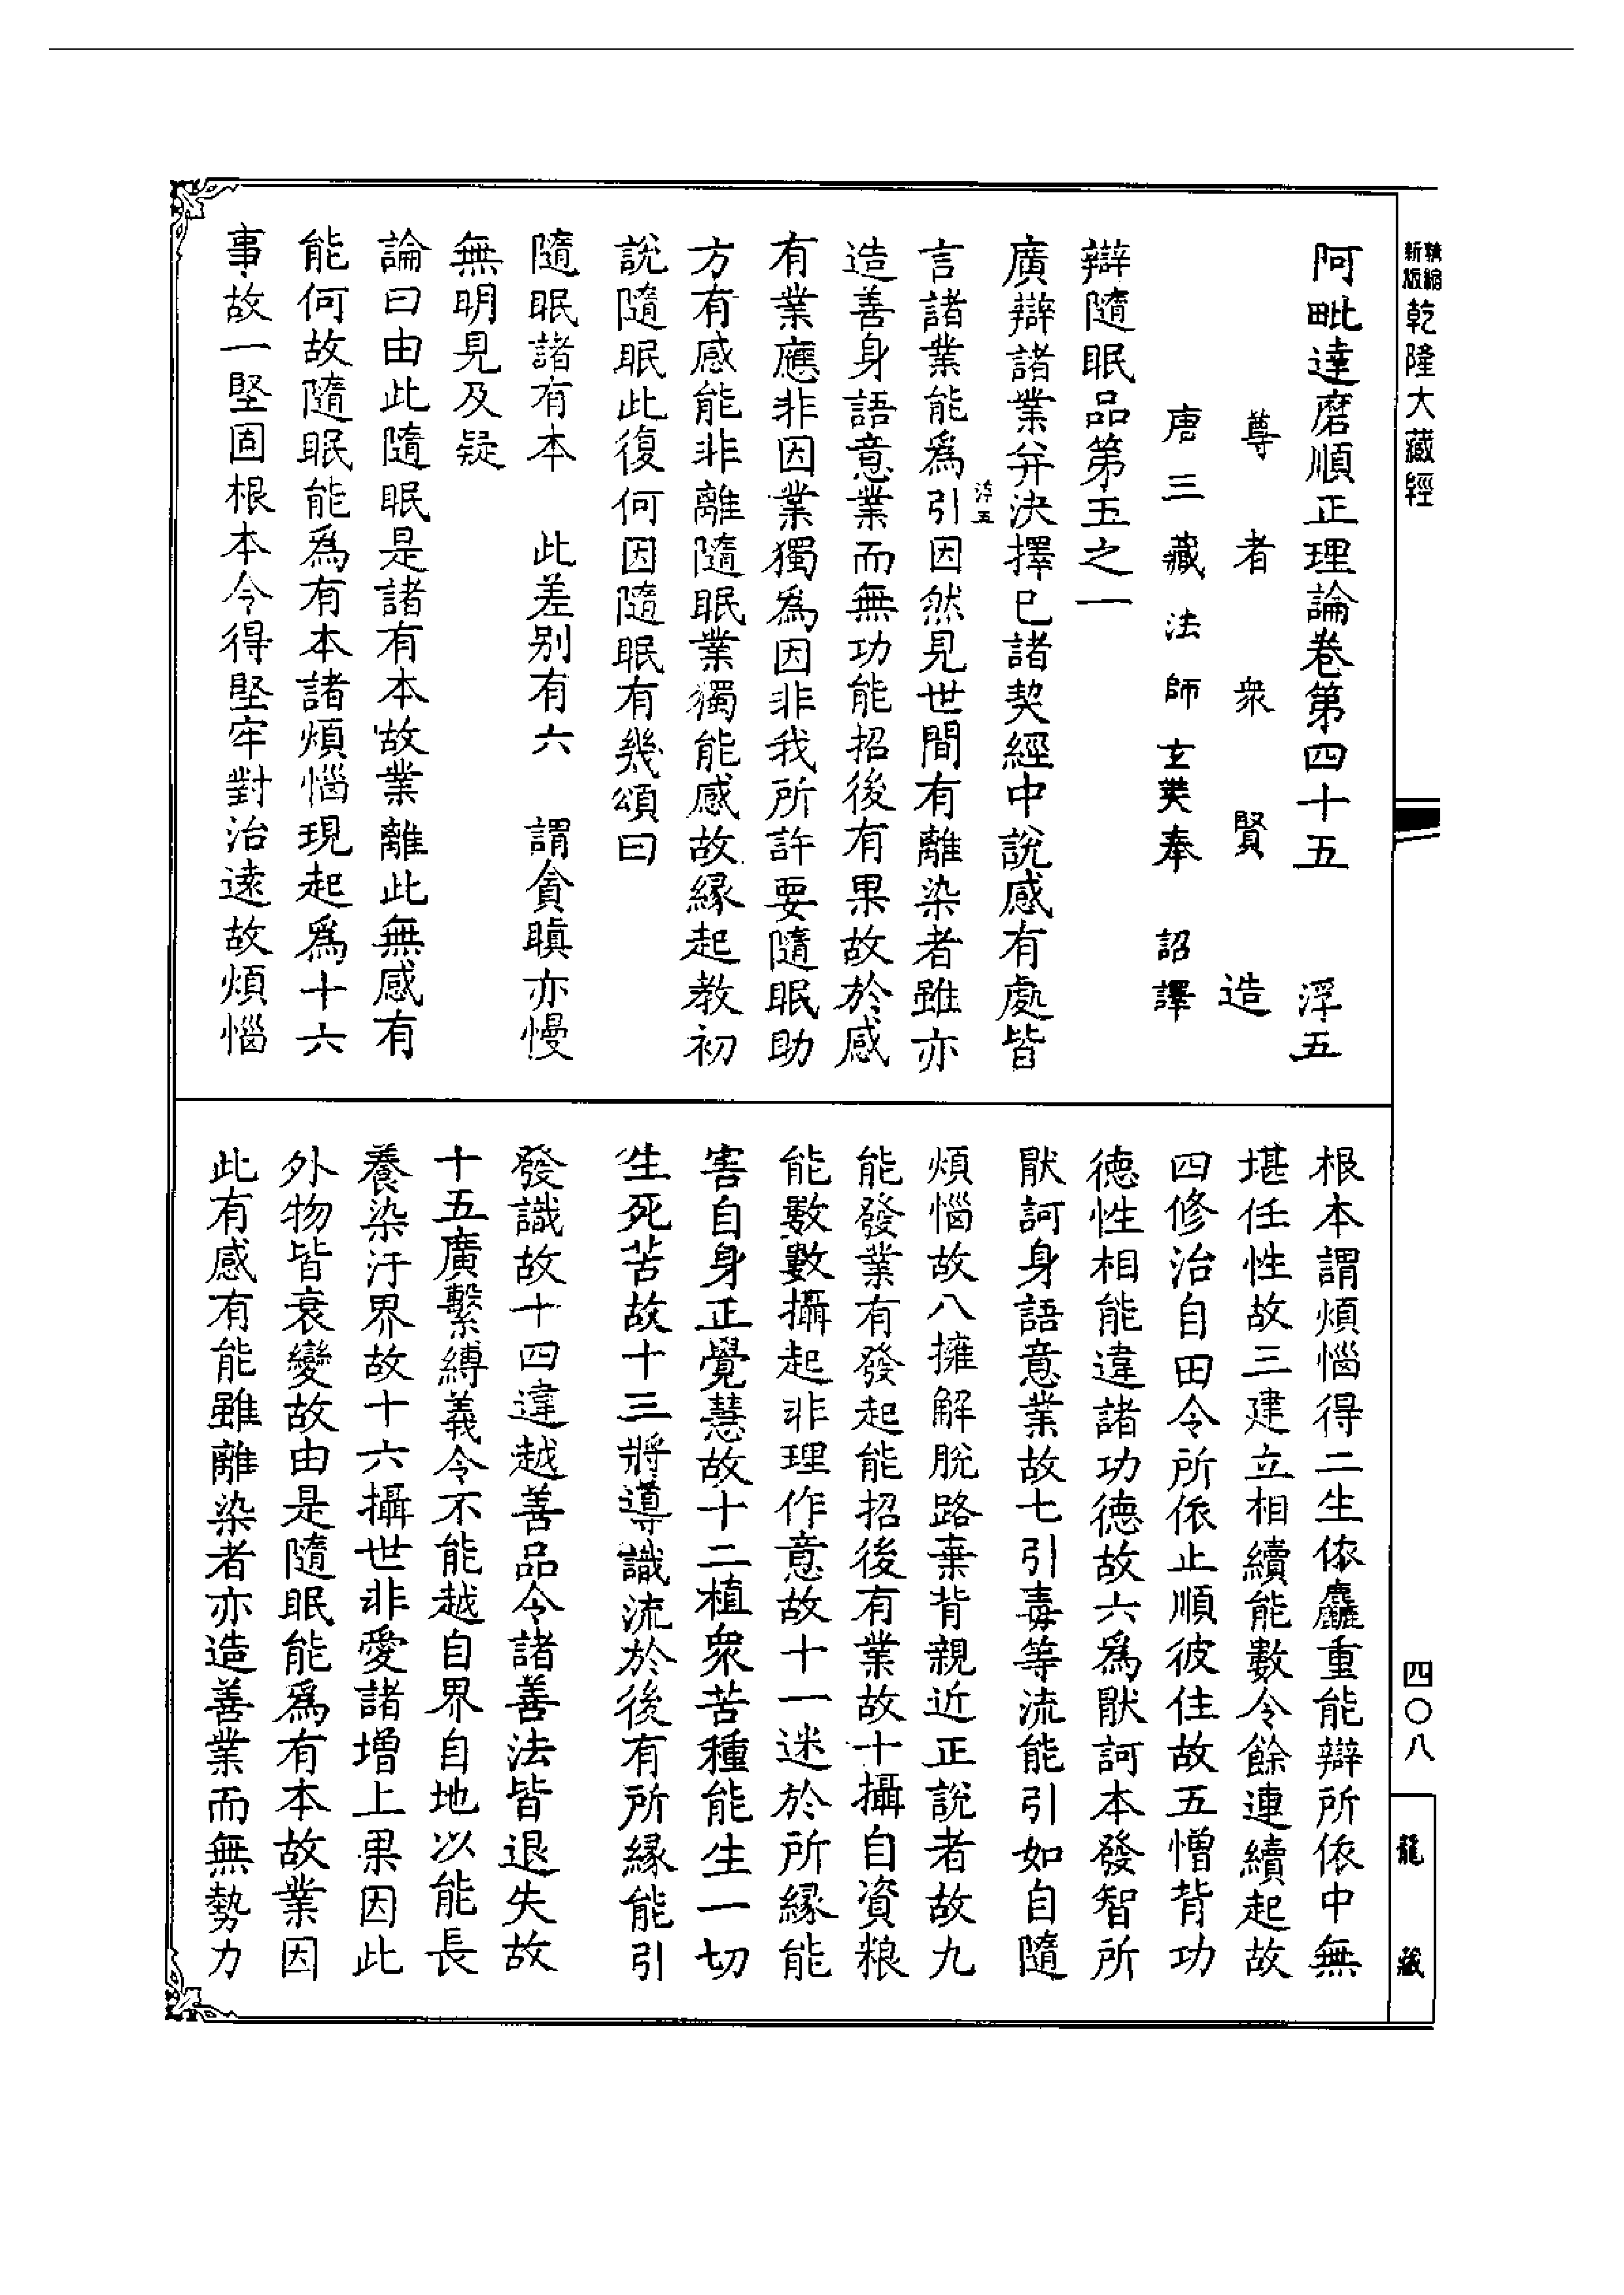 精縮新版乾隆大藏經
阿毗達磨順正理論卷第四十五 浮五
尊者衆賢造
唐三藏法師玄奘奉 詔譯
辯隨眠品第五之一
廣辯諸業并決擇已諸契經中說感有處皆
浮五
言諸業能爲引因然見世間有離染者雖亦
造善身語意業而無功能招後有果故於感
有業應非因業獨爲因非我所許要隨眠助
方有感能非離隨眠業獨能感故緣起教初
說隨眠此復何因隨眠有幾頌曰
隨眠諸有本 此差別有六 謂貪瞋亦慢
無明見及疑
論曰由此隨眠是諸有本故業離此無感有
能何故隨眠能爲有本諸煩惱現起爲十六
事故一堅固根本令得堅牢對治遠故煩惱
根本謂煩惱得二生依麤重能辯所依中無
堪任性故三建立相續能數令餘連續起故
四修治自田令所依止順彼住故五憎背功
德性相能違諸功德故六爲厭訶本發智所
厭訶身語意業故七引毒等流能引如自隨
煩惱故八擁解脫路棄背親近正說者故九
能發業有發起能招後有業故十攝自資粮
能數數攝起非理作意故十一迷於所緣能
害自身正覺慧故十二植衆苦種能生一切
生死苦故十三將導識流於後有所緣能引
發識故十四違越善品令諸善法皆退失故
十五廣繫縛義令不能越自界自地以能長
養染汙界故十六攝世非愛諸增上果因此
外物皆衰變故由是隨眠能爲有本故業因
此有感有能雖離染者亦造善業而無勢力
四〇八
龍藏